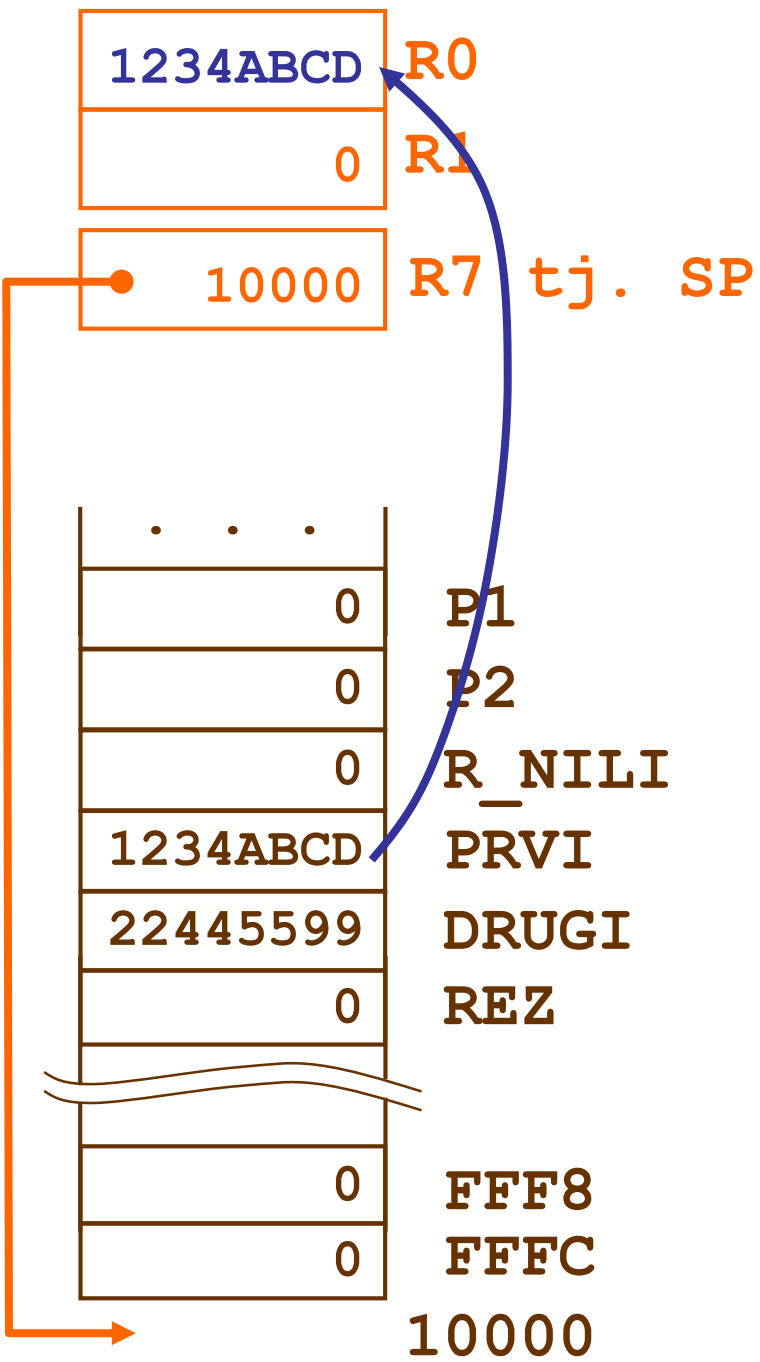 1234ABCD R0
0 R1
10000 R7 tj. SP
. . .
0 P1
0 P2
0 R_NILI
1234ABCD PRVI
22445599 DRUGI
0 REZ
0 FFF8
0 FFFC
10000